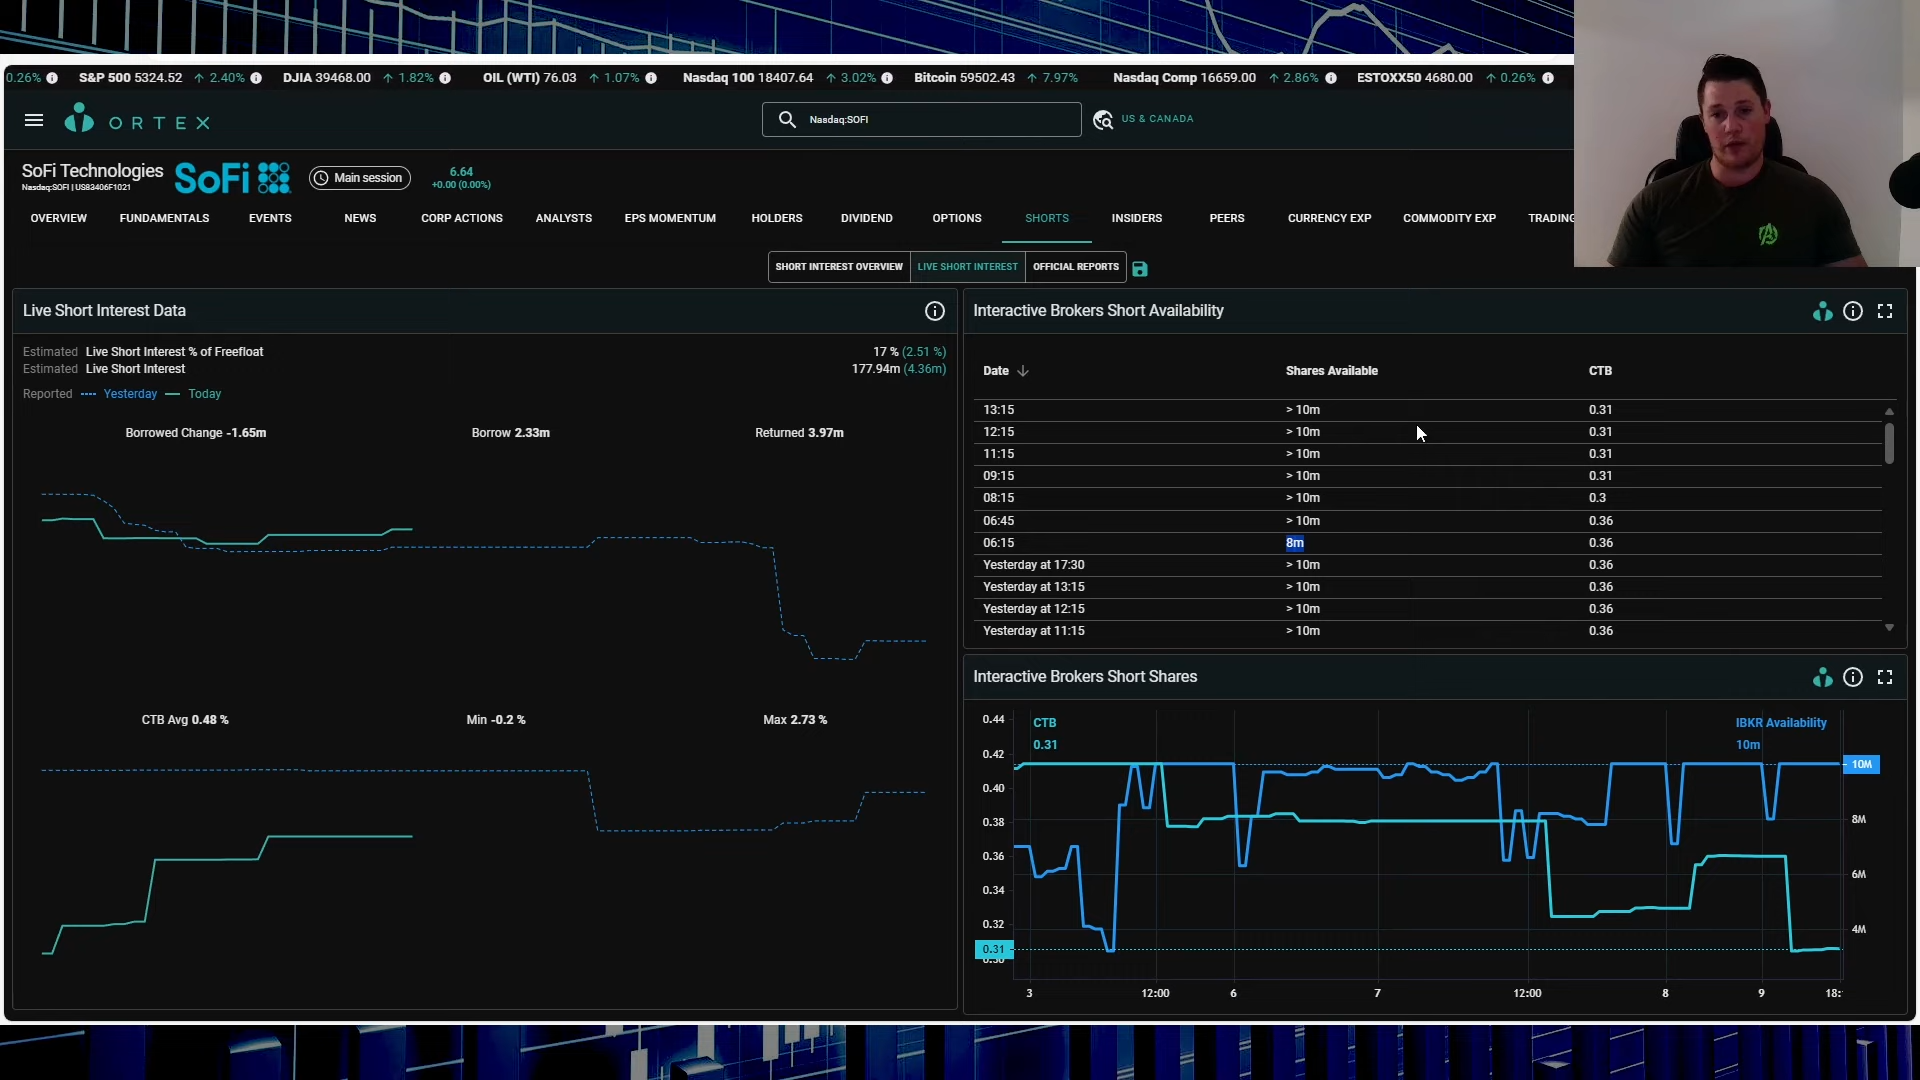 0.26% S&P 500 5324.52 ↑ 2.40% DJIA 39468.00 ↑ 1.82% OIL (WTI) 76.03 ↑ 1.07% Nasdaq 100 18407.64 ↑ 3.02% Bitcoin 59502.43 ↑ 7.97% Nasdaq Comp 16659.00 ↑ 2.86% ESTOXX50 4680.00 ↑ 0.26%
ORTEX Nasdaq:SOFI US & CANADA
SoFi Technologies SoFi Main session 6.64
Nasdaq:SOFI | US83406F1021 +0.00 (0.00%)
OVERVIEW FUNDAMENTALS EVENTS NEWS CORP ACTIONS ANALYSTS EPS MOMENTUM HOLDERS DIVIDEND OPTIONS SHORTS INSIDERS PEERS CURRENCY EXP COMMODITY EXP TRADING
SHORT INTEREST OVERVIEW LIVE SHORT INTEREST OFFICIAL REPORTS
Live Short Interest Data
Estimated Live Short Interest % of Freefloat 17 % (2.51 %)
Estimated Live Short Interest 177.94m (4.36m)
Reported Yesterday Today
Borrowed Change -1.65m Borrow 2.33m Returned 3.97m
CTB Avg 0.48 % Min -0.2 % Max 2.73 %
Interactive Brokers Short Availability
Date Shares Available CTB
13:15 > 10m 0.31
12:15 > 10m 0.31
11:15 > 10m 0.31
09:15 > 10m 0.31
08:15 > 10m 0.3
06:45 > 10m 0.36
06:15 8m 0.36
Yesterday at 17:30 > 10m 0.36
Yesterday at 13:15 > 10m 0.36
Yesterday at 12:15 > 10m 0.36
Yesterday at 11:15 > 10m 0.36
Interactive Brokers Short Shares
0.44 CTB IBKR Availability
0.31 10m
0.42 10M
0.40
0.38 8M
0.36
6M
0.34
0.32 4M
0.31
0.30
3 12:00 6 7 12:00 8 9 18: